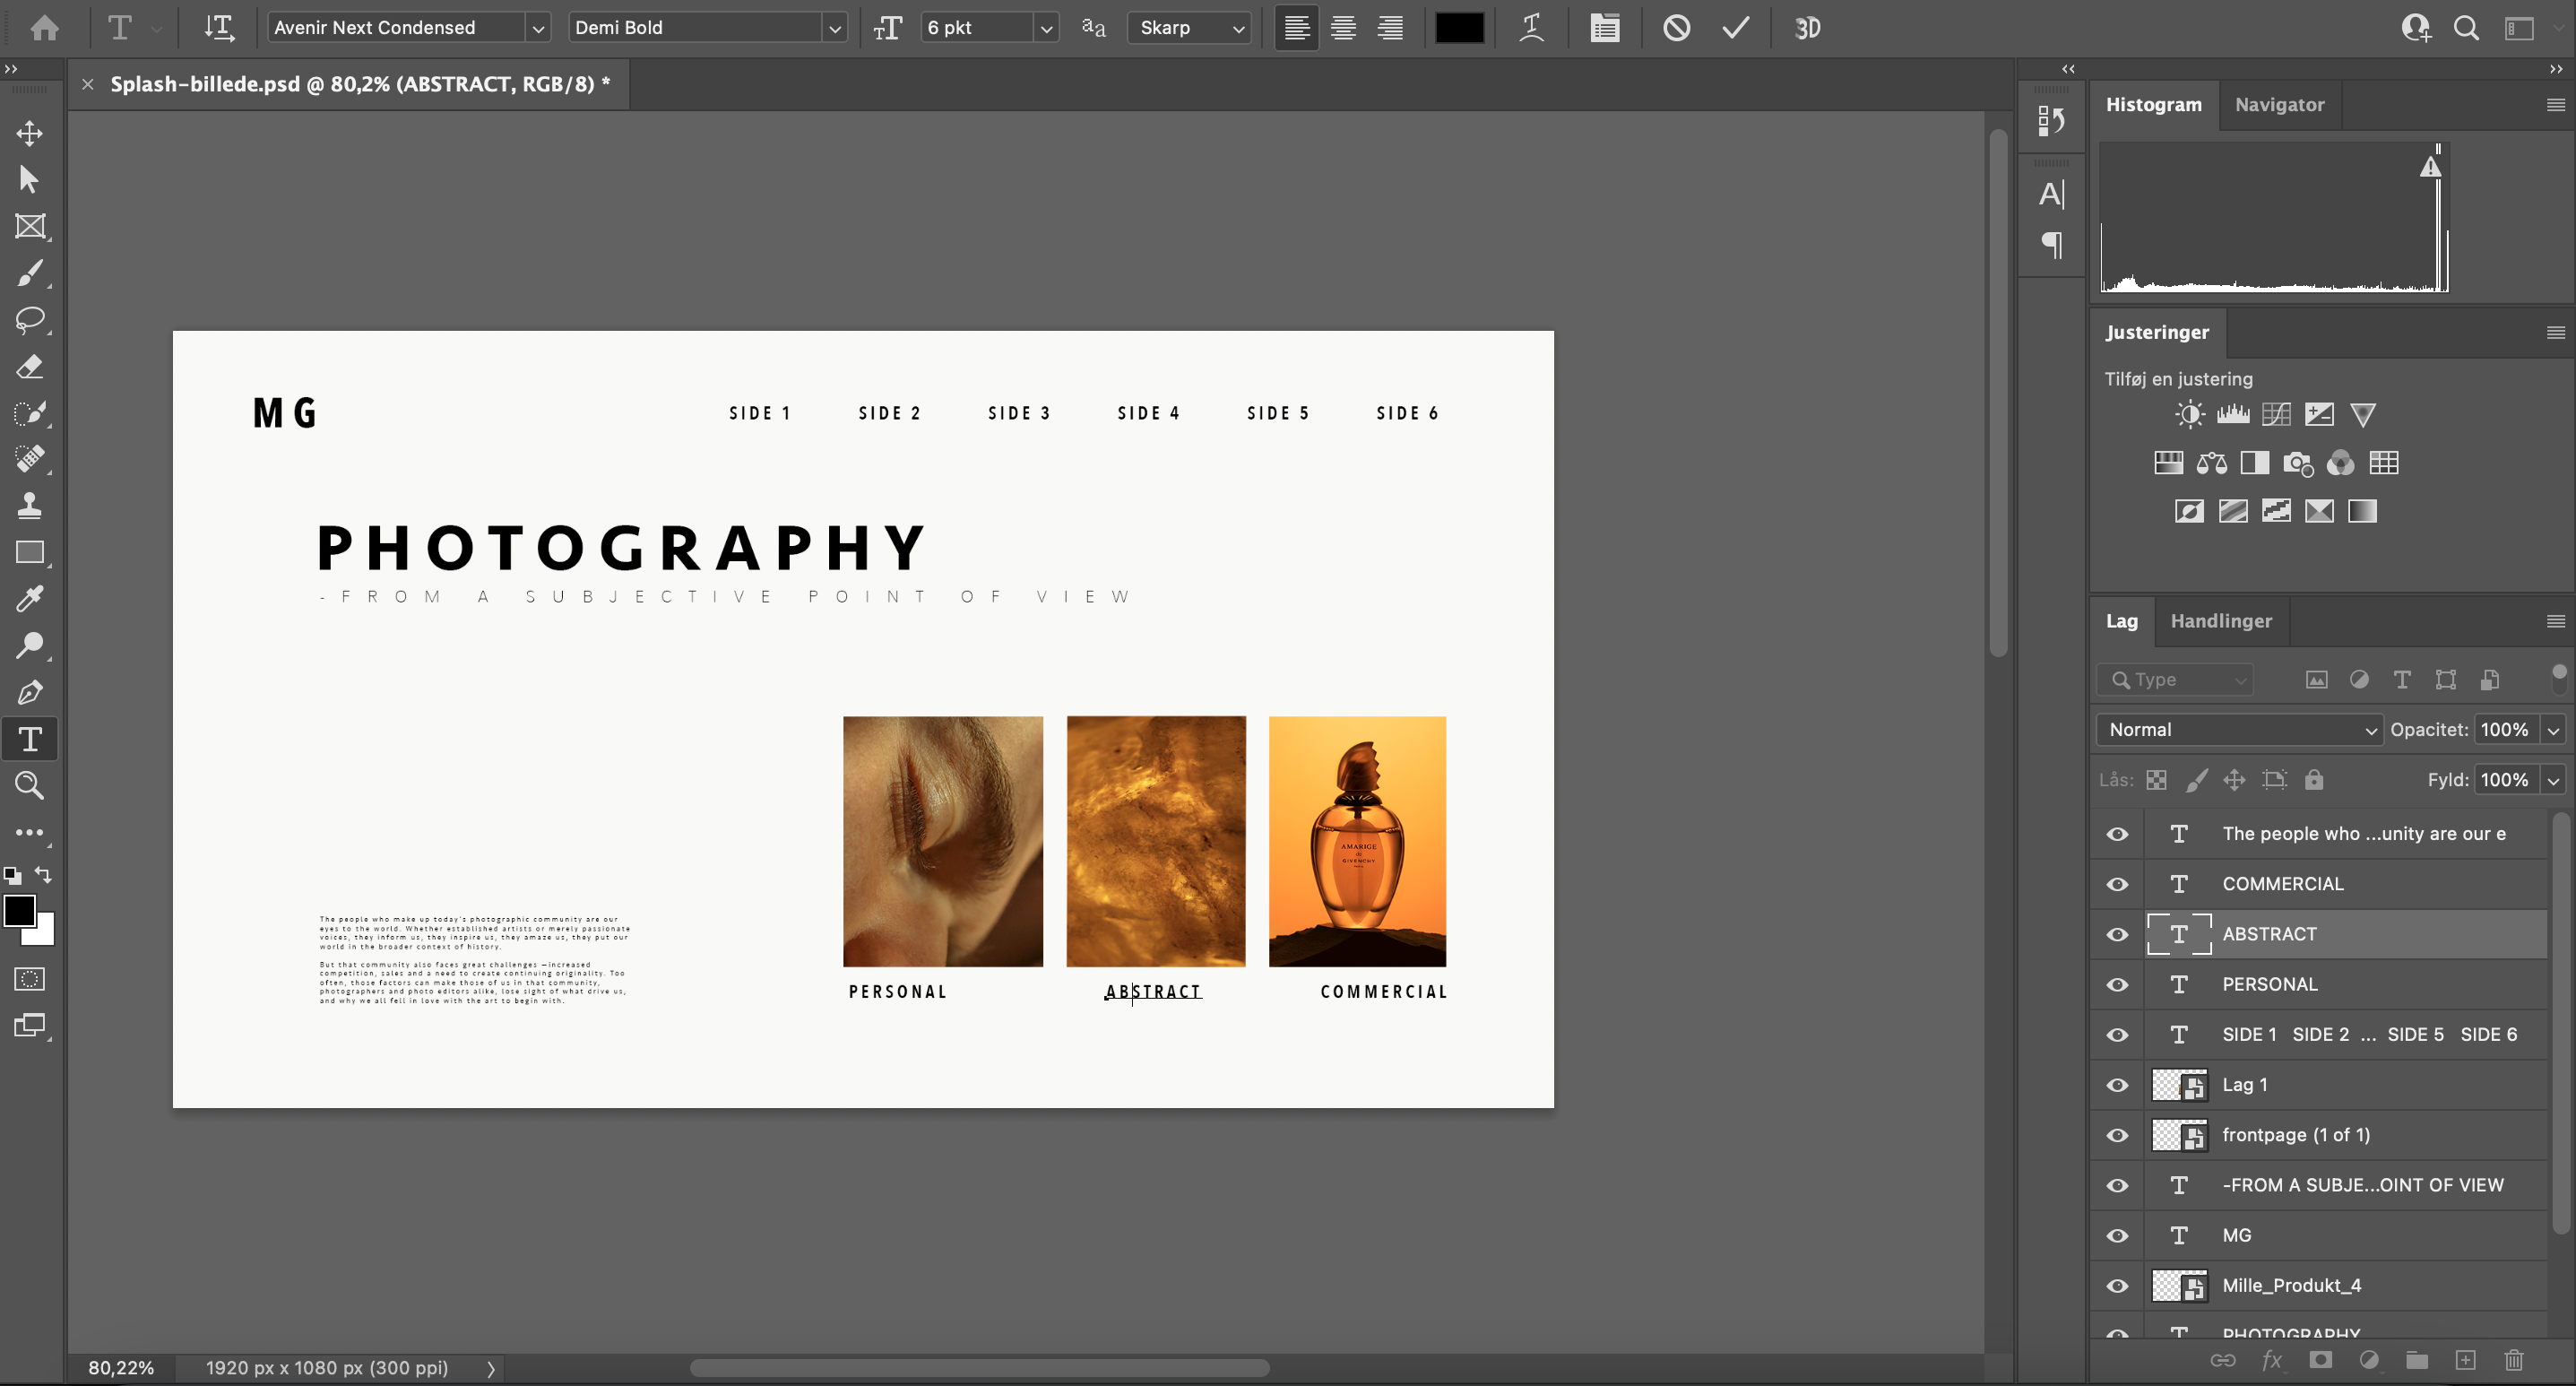 Avenir Next Condensed
Demi Bold
6 pkt
Skarp
3D
Splash-billede.psd @ 80,2% (ABSTRACT, RGB/8) *
MG
SIDE 1 SIDE 2 SIDE 3 SIDE 4 SIDE 5 SIDE 6
PHOTOGRAPHY
-FROM A SUBJECTIVE POINT OF VIEW
AMARIGE
de
GIVENCHY
The people who make up today's photographic community are our
eyes to the world. Whether established artists or merely passionate
voices, they inform us, they inspire us, they amaze us, they put our
world in the broader context of history.
But that community also faces great challenges —increased
competition, sales and a need to create continuing originality. Too
often, those factors can make those of us in that community,
photographers and photo editors alike, lose sight of what drive us,
and why we all fell in love with the art to begin with.
PERSONAL
ABSTRACT
COMMERCIAL
80,22%
1920 px x 1080 px (300 ppi)
Histogram
Navigator
Justeringer
Tilføj en justering
Lag
Handlinger
Type
Normal
Opacitet: 100%
Lås:
Fyld: 100%
The people who ...unity are our e
COMMERCIAL
ABSTRACT
PERSONAL
SIDE 1 SIDE 2 ... SIDE 5 SIDE 6
Lag 1
frontpage (1 of 1)
-FROM A SUBJE...OINT OF VIEW
MG
Mille_Produkt_4
PHOTOGRAPHY
fx